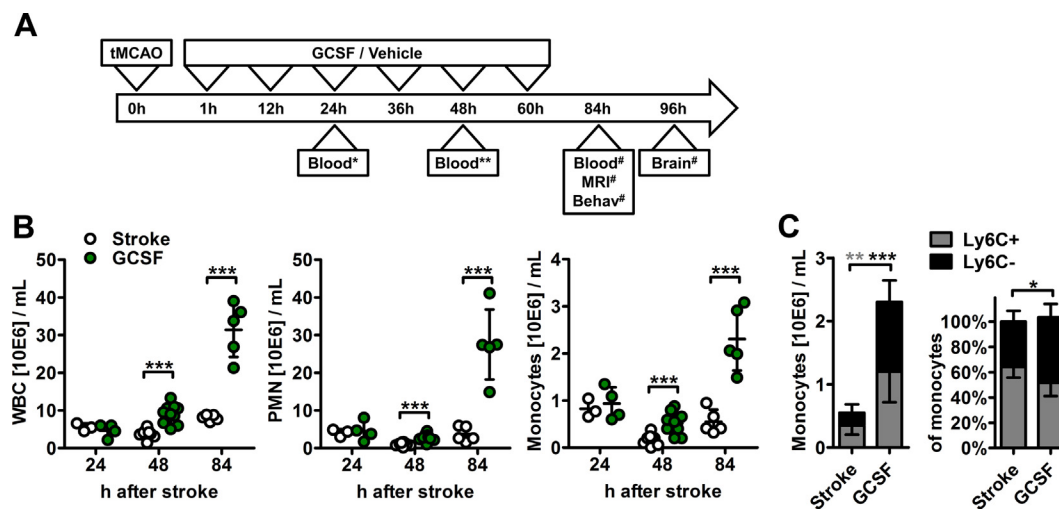 A
tMCAO
GCSF / Vehicle
0h 1h 12h 24h 36h 48h 60h 84h 96h
Blood*
Blood**
Blood#
MRI#
Behav#
Brain#
B
Stroke
GCSF
WBC [10E6] / mL
50
40
30
20
10
0
***
***
24 48 84
h after stroke
PMN [10E6] / mL
50
40
30
20
10
0
***
***
24 48 84
h after stroke
Monocytes [10E6] / mL
4
3
2
1
0
***
***
24 48 84
h after stroke
C
Ly6C+
Ly6C-
Monocytes [10E6] / mL
3
2
1
0
** ***
Stroke
GCSF
of monocytes
100%
80%
60%
40%
20%
0%
*
Stroke
GCSF